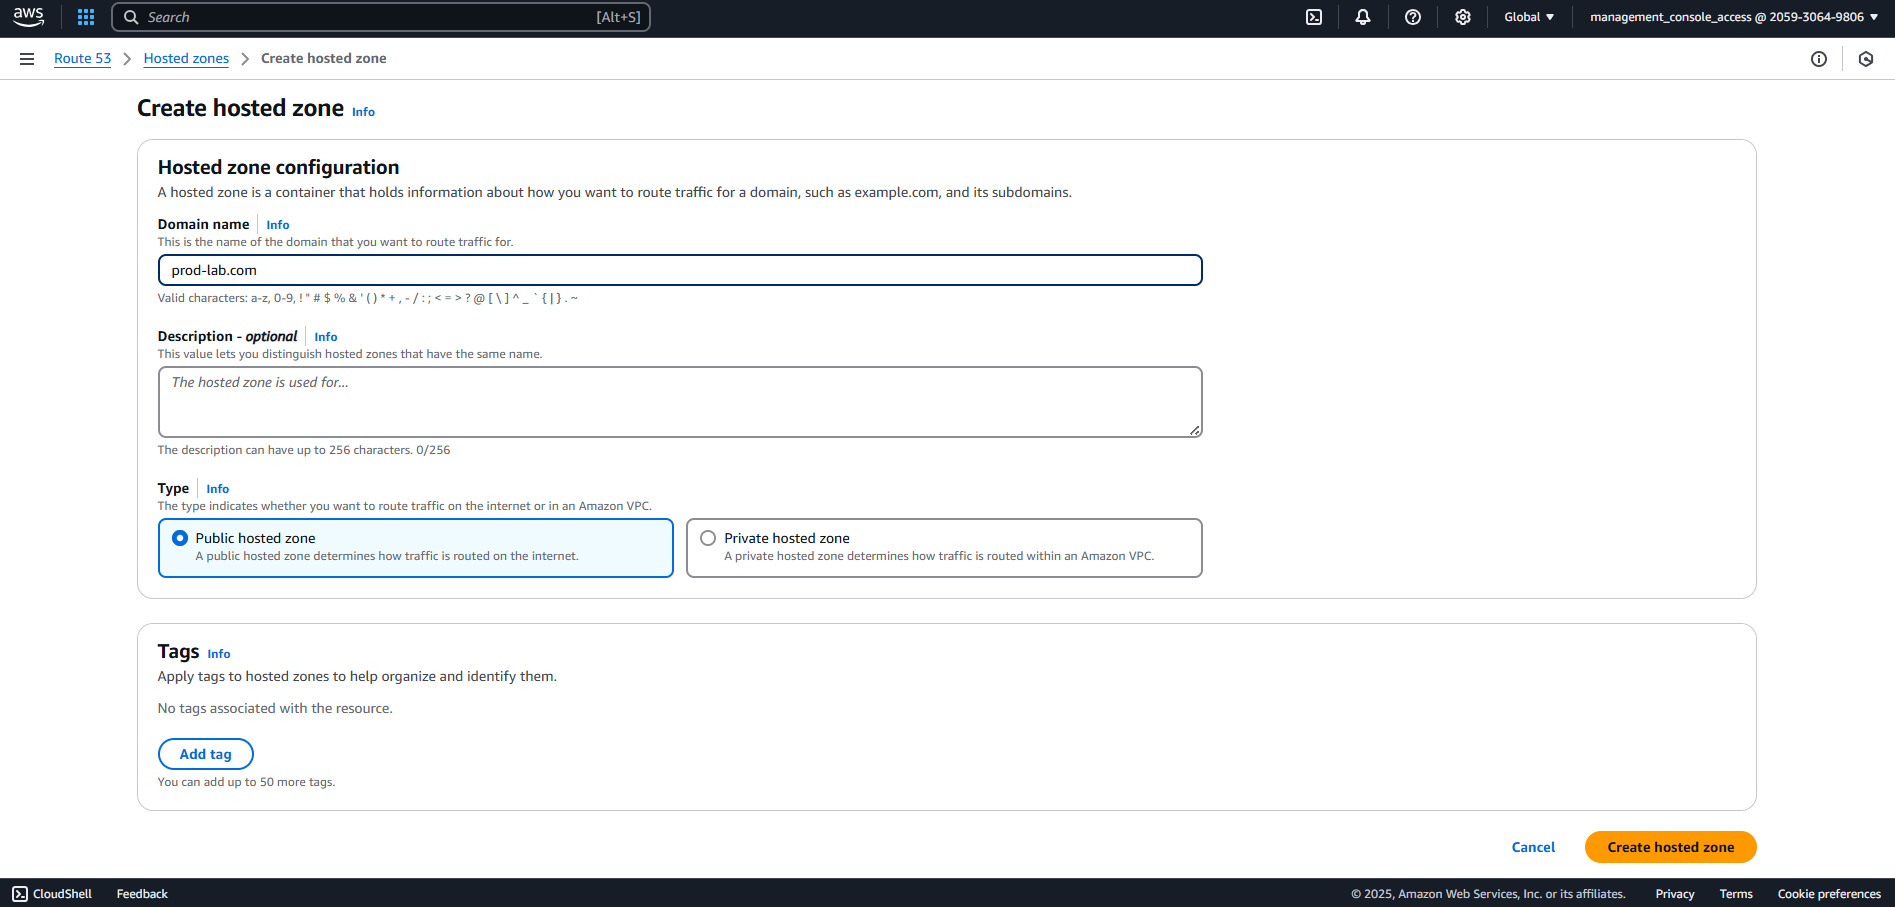 aws
Search [Alt+S]
Global ▼
management_console_access @ 2059-3064-9806 ▼
Route 53 > Hosted zones > Create hosted zone
Create hosted zone Info
Hosted zone configuration
A hosted zone is a container that holds information about how you want to route traffic for a domain, such as example.com, and its subdomains.
Domain name Info
This is the name of the domain that you want to route traffic for.
prod-lab.com
Valid characters: a-z, 0-9, ! " # $ % & ' ( ) * + , - / : ; < = > ? @ [ \ ] ^ _ ` { | } . ~
Description - optional Info
This value lets you distinguish hosted zones that have the same name.
The hosted zone is used for...
The description can have up to 256 characters. 0/256
Type Info
The type indicates whether you want to route traffic on the internet or in an Amazon VPC.
Public hosted zone
A public hosted zone determines how traffic is routed on the internet.
Private hosted zone
A private hosted zone determines how traffic is routed within an Amazon VPC.
Tags Info
Apply tags to hosted zones to help organize and identify them.
No tags associated with the resource.
Add tag
You can add up to 50 more tags.
Cancel
Create hosted zone
CloudShell
Feedback
© 2025, Amazon Web Services, Inc. or its affiliates.
Privacy
Terms
Cookie preferences